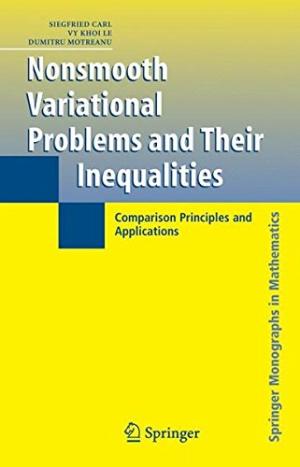 SIEGFRIED CARL
VY KHOI LE
DUMITRU MOTREANU
Nonsmooth
Variational
Problems and Their
Inequalities
Comparison Principles and
Applications
Springer Monographs in Mathematics
Springer